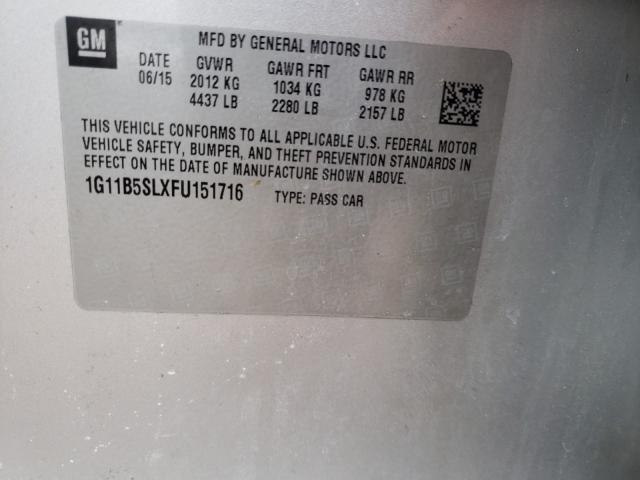 GM
MFD BY GENERAL MOTORS LLC
DATE GVWR GAWR FRT GAWR RR
06/15 2012 KG 1034 KG 978 KG
4437 LB 2280 LB 2157 LB
THIS VEHICLE CONFORMS TO ALL APPLICABLE U.S. FEDERAL MOTOR
VEHICLE SAFETY, BUMPER, AND THEFT PREVENTION STANDARDS IN
EFFECT ON THE DATE OF MANUFACTURE SHOWN ABOVE.
1G11B5SLXFU151716 TYPE: PASS CAR